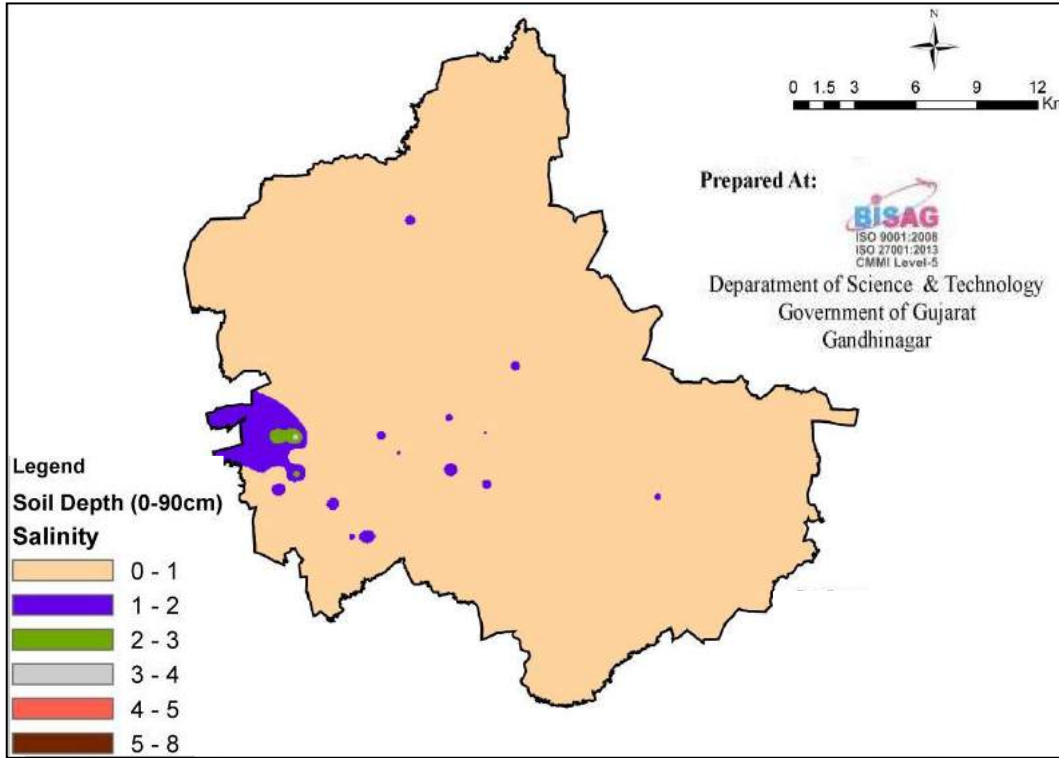 N
0 1.5 3 6 9 12
Km
Prepared At:
BISAG
ISO 9001:2008
ISO 27001:2013
CMMI Level-5
Deparatment of Science & Technology
Government of Gujarat
Gandhinagar
Legend
Soil Depth (0-90cm)
Salinity
0 - 1
1 - 2
2 - 3
3 - 4
4 - 5
5 - 8